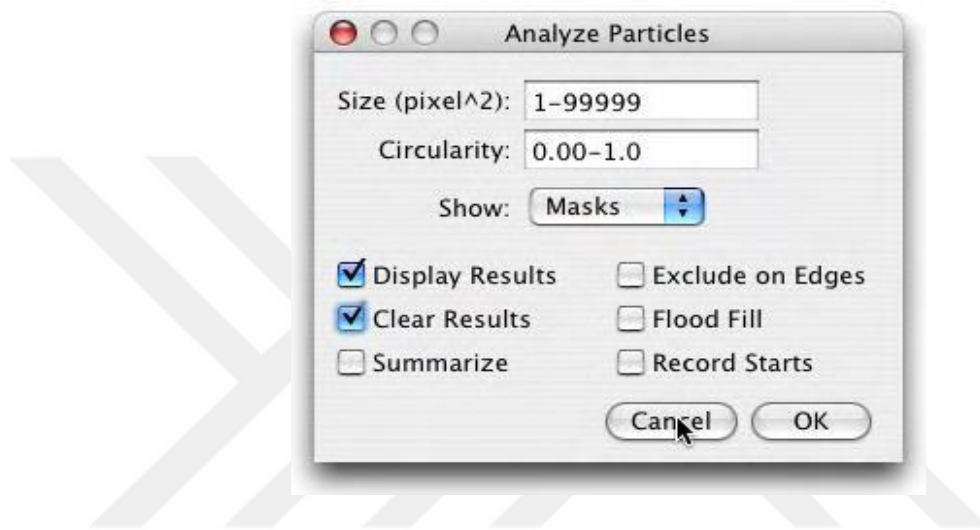 Analyze Particles
Size (pixel^2): 1-99999
Circularity: 0.00-1.0
Show: Masks
Display Results Exclude on Edges
Clear Results Flood Fill
Summarize Record Starts
Cancel OK